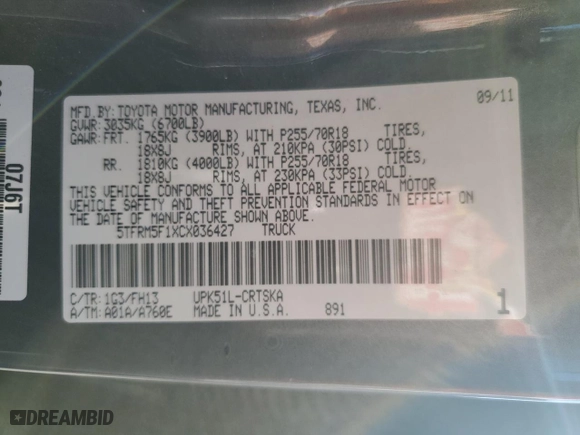 MFD.BY: TOYOTA MOTOR MANUFACTURING, TEXAS, INC. 09/11
GVWR: 3035KG (6700LB)
GAWR: FRT. 1765KG (3900LB) WITH P255/70R18 TIRES,
18X8J RIMS, AT 210KPA (30PSI) COLD.
RR. 1810KG (4000LB) WITH P255/70R18 TIRES,
18X8J RIMS, AT 230KPA (33PSI) COLD.
THIS VEHICLE CONFORMS TO ALL APPLICABLE FEDERAL MOTOR
VEHICLE SAFETY AND THEFT PREVENTION STANDARDS IN EFFECT ON
THE DATE OF MANUFACTURE SHOWN ABOVE.
5TFRM5F1XCX036427 TRUCK
C/TR: 1G3/FH13 UPK51L-CRTSKA
A/TM: A01A/A760E MADE IN U.S.A. 891 1
07J6T
DREAMBID